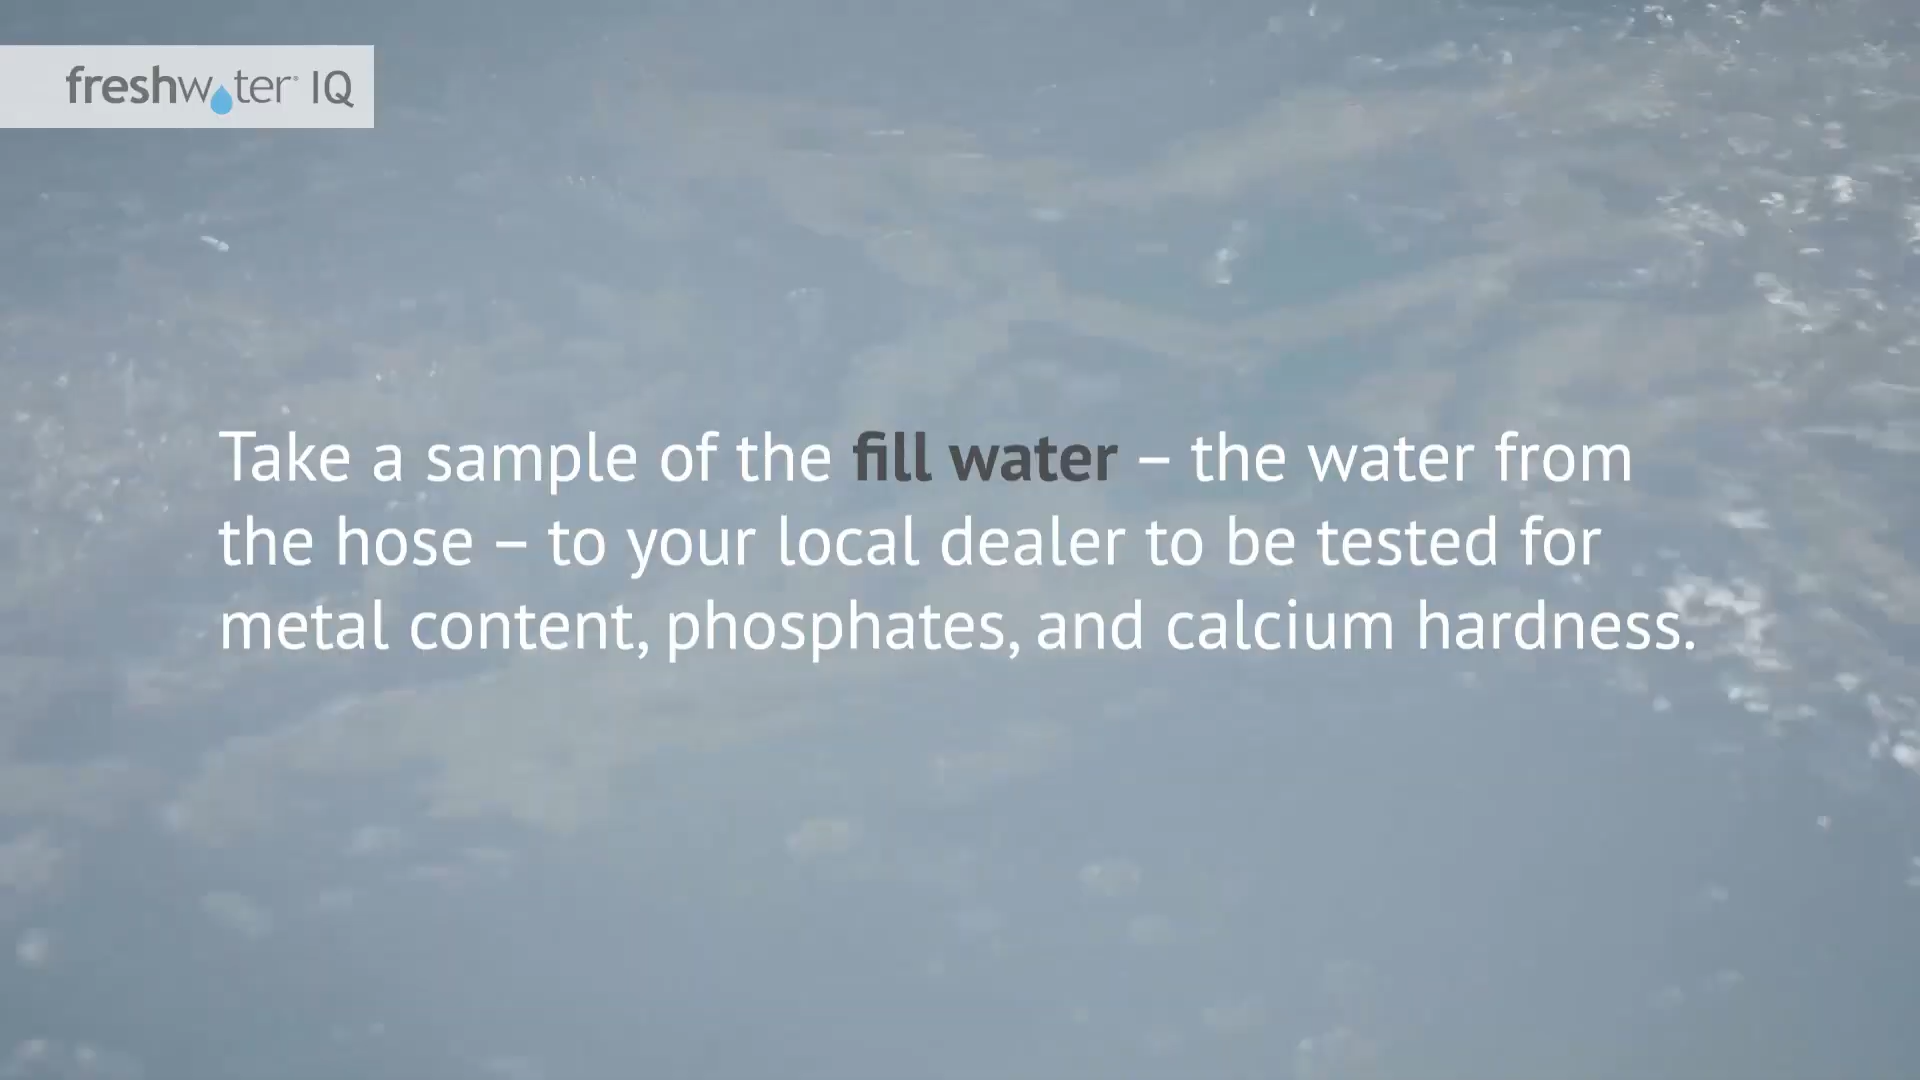 freshwater® IQ
Take a sample of the fill water – the water from
the hose – to your local dealer to be tested for
metal content, phosphates, and calcium hardness.